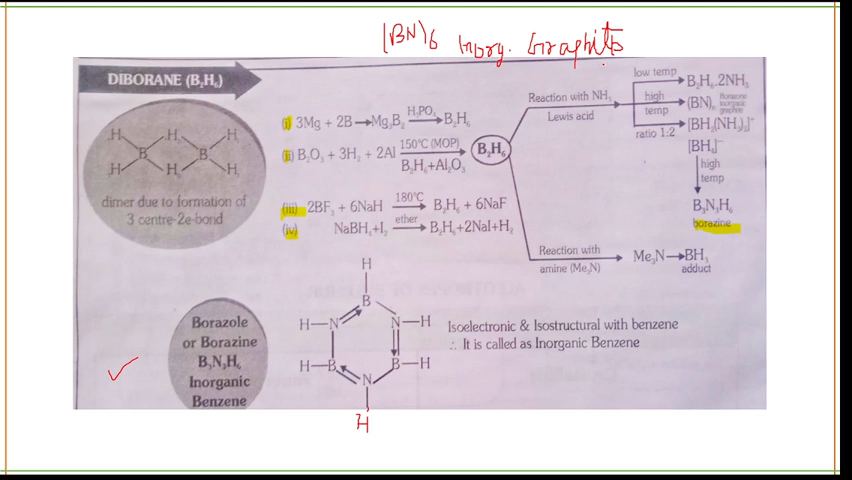 (BN)6 Inorg. Graphite
DIBORANE (B₂H₆)
H H H
B B
H H H
dimer due to formation of
3 centre-2e-bond
(i) 3Mg + 2B → Mg₃B₂ H₃PO₄ → B₂H₆
(ii) B₂O₃ + 3H₂ + 2Al 150°C (MOP) → B₂H₆+Al₂O₃
(iii) 2BF₃ + 6NaH 180°C → B₂H₆ + 6NaF
(iv) NaBH₄+I₂ ether → B₂H₆+2NaI+H₂
B₂H₆
Reaction with NH₃
Lewis acid
low temp
B₂H₆.2NH₃
high
temp
(BN)ₓ Borazone
inorganic
graphite
ratio 1:2
[BH₂(NH₃)₂]⁺
[BH₄]⁻
high
temp
B₃N₃H₆
borazine
Reaction with
amine (Me₃N)
Me₃N→BH₃
adduct
Borazole
or Borazine
B₃N₃H₆
Inorganic
Benzene
H
B
H—N N—H
H—B B—H
N
H
Isoelectronic & Isostructural with benzene
∴ It is called as Inorganic Benzene